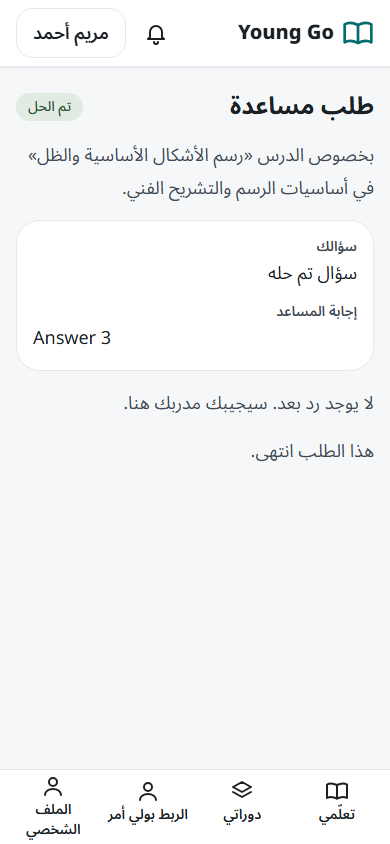 Young Go
مريم أحمد
طلب مساعدة
تم الحل
بخصوص الدرس «رسم الأشكال الأساسية والظل»
في أساسيات الرسم والتشريح الفني.
سؤالك
سؤال تم حله
إجابة المساعد
Answer 3
لا يوجد رد بعد. سيجيبك مدربك هنا.
هذا الطلب انتهى.
تعلّمي
دوراتي
الربط بولي أمر
الملف
الشخصي